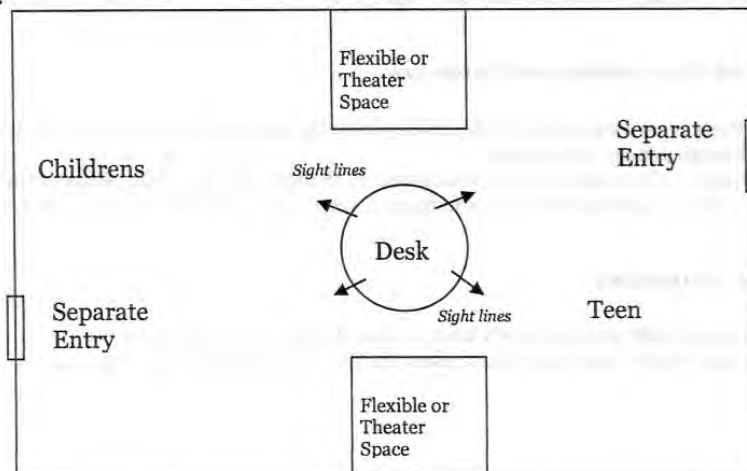 Flexible or
Theater
Space
Separate
Entry
Childrens
Sight lines
Desk
Separate
Entry
Sight lines
Teen
Flexible or
Theater
Space